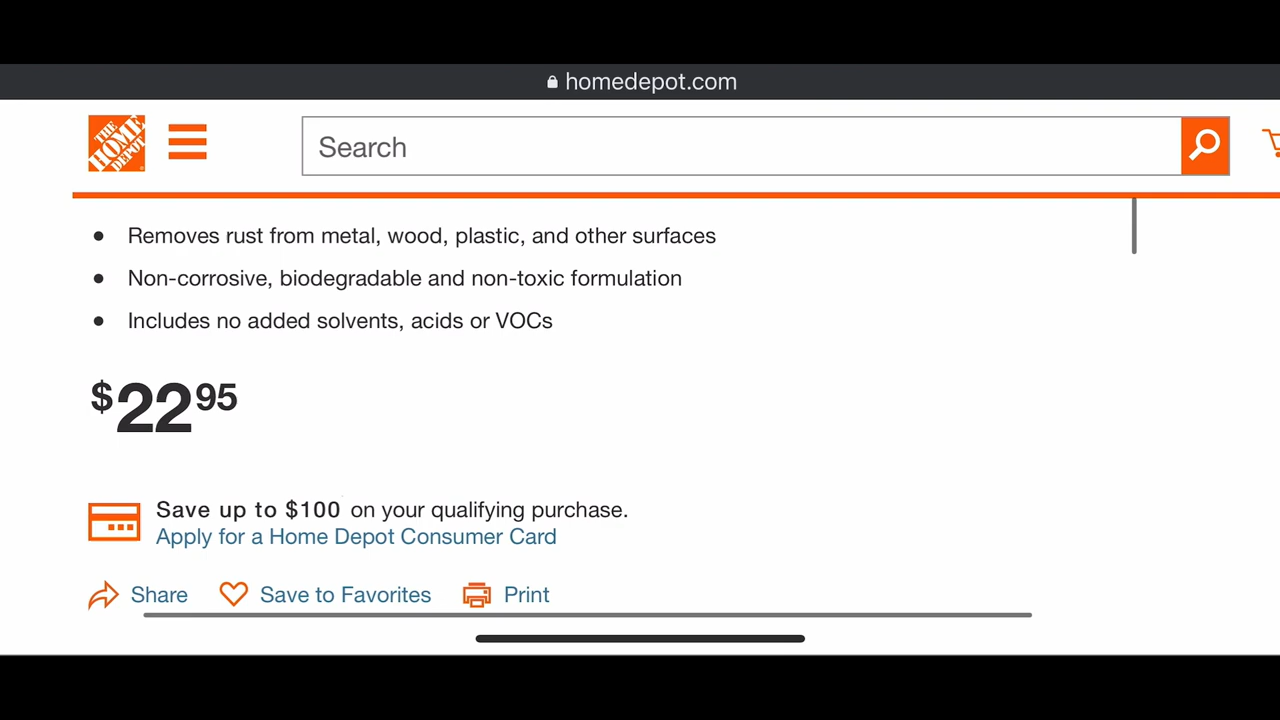 homedepot.com
THE HOME DEPOT
Search
Removes rust from metal, wood, plastic, and other surfaces
Non-corrosive, biodegradable and non-toxic formulation
Includes no added solvents, acids or VOCs
$22 95
Save up to $100 on your qualifying purchase.
Apply for a Home Depot Consumer Card
Share Save to Favorites Print